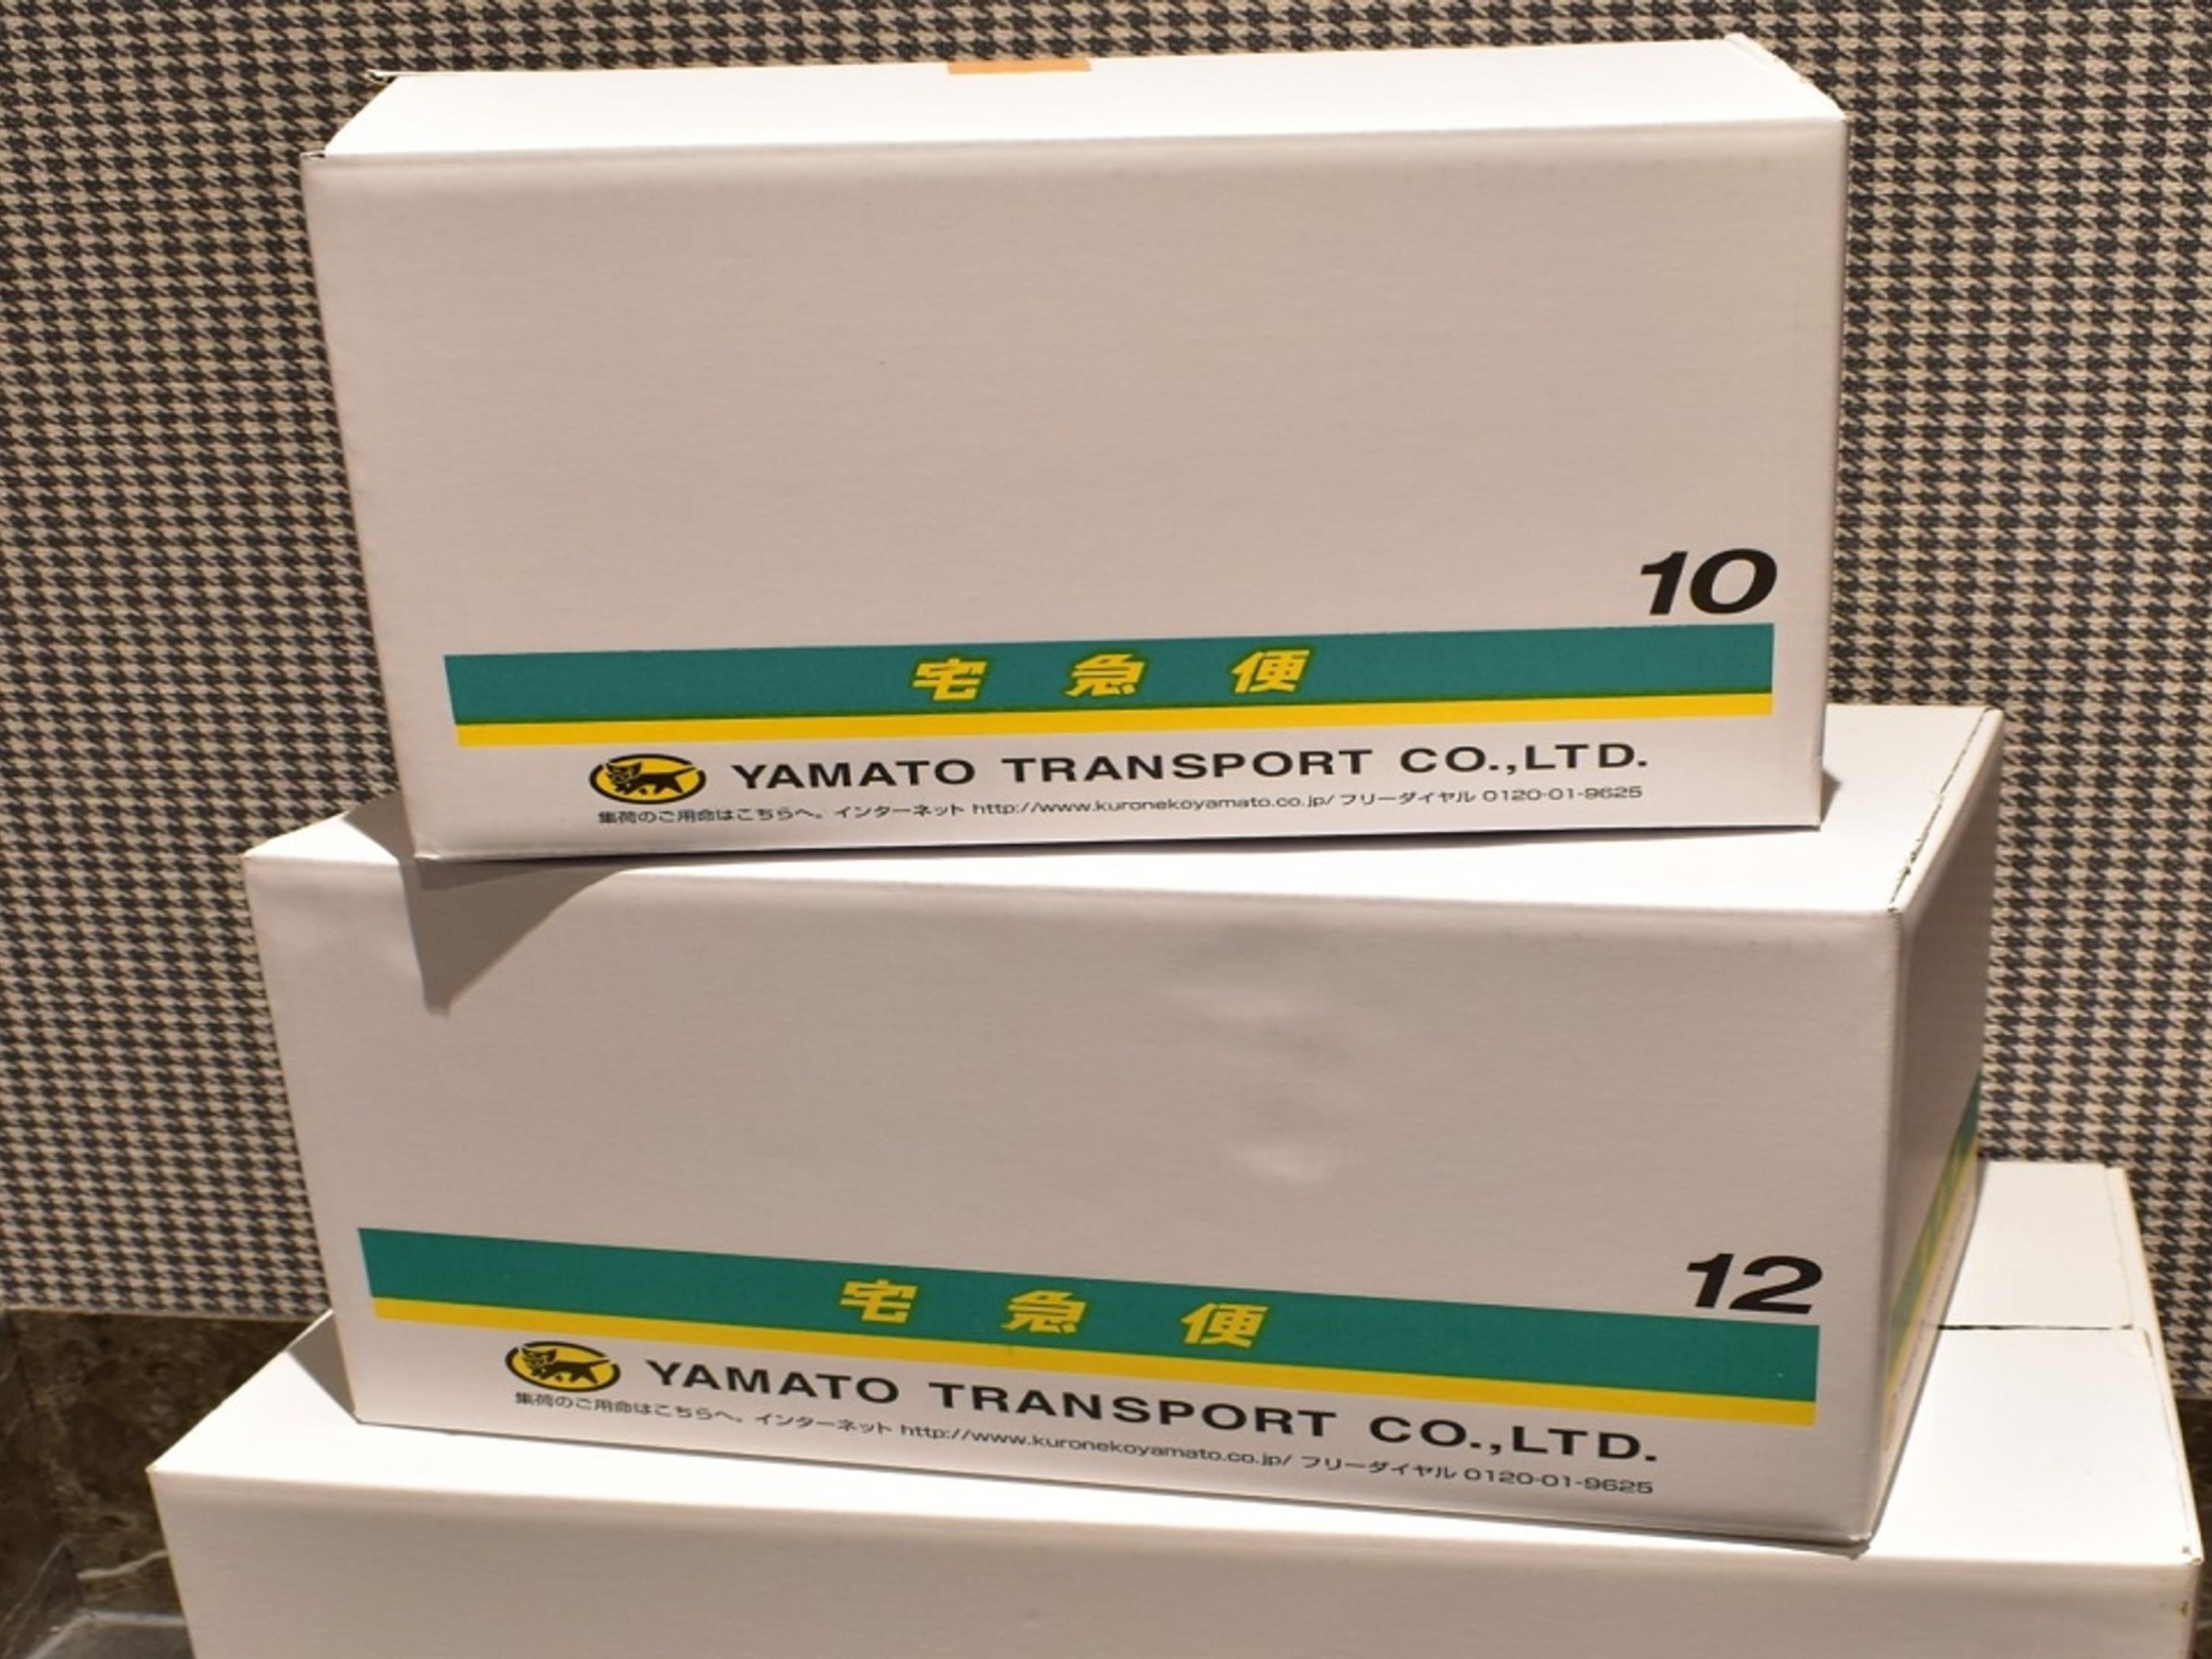 10
宅急便
YAMATO TRANSPORT CO.,LTD.
集荷のご用命はこちらへ。インターネット http://www.kuronekoyamato.co.jp/ フリーダイヤル 0120-01-9625
12
宅急便
YAMATO TRANSPORT CO.,LTD.
集荷のご用命はこちらへ。インターネット http://www.kuronekoyamato.co.jp/ フリーダイヤル 0120-01-9625